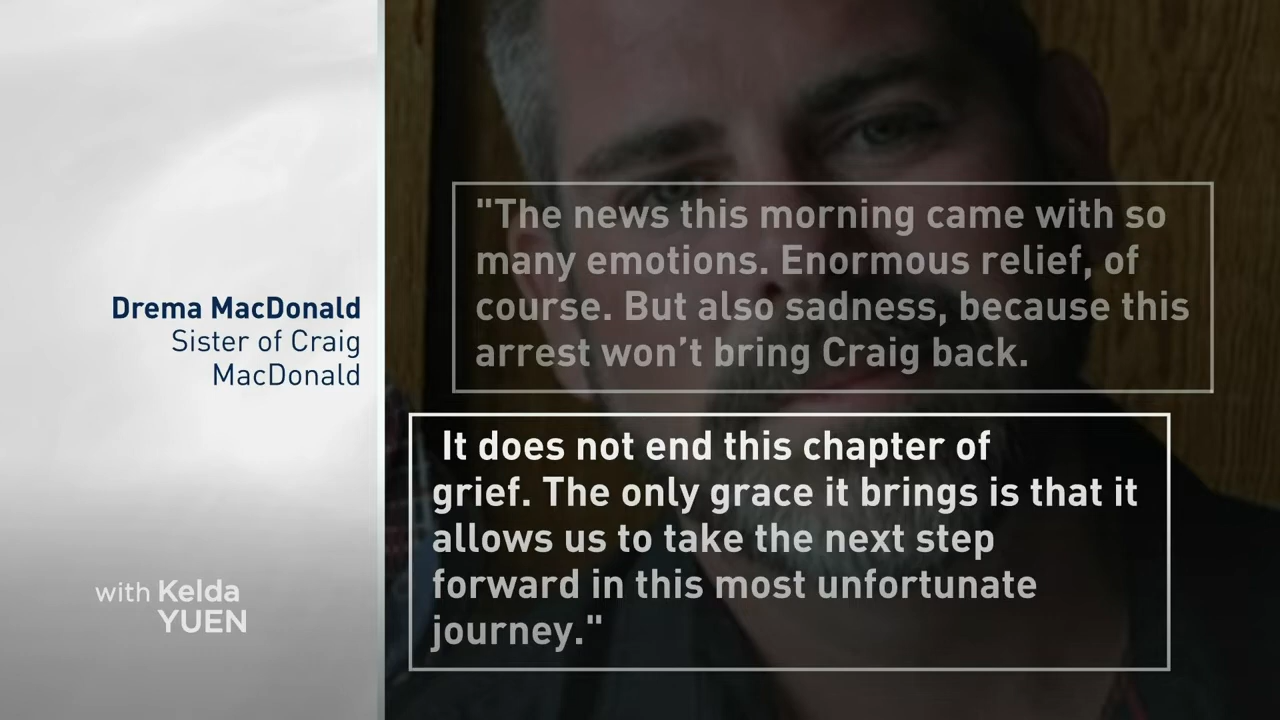 Drema MacDonald
Sister of Craig
MacDonald
with Kelda
YUEN
"The news this morning came with so
many emotions. Enormous relief, of
course. But also sadness, because this
arrest won’t bring Craig back.
It does not end this chapter of
grief. The only grace it brings is that it
allows us to take the next step
forward in this most unfortunate
journey."